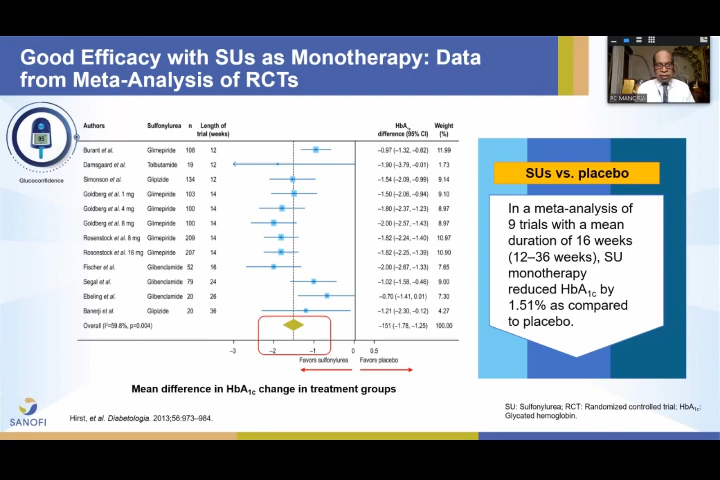 Good Efficacy with SUs as Monotherapy: Data
from Meta-Analysis of RCTs
Glucoconfidence
Authors Sulfonylurea n Length of trial (weeks) HbA1c difference (95% CI) Weight (%)
Burant et al. Glimepiride 108 12 –0.97 (–1.32, –0.62) 11.99
Damsgaard et al. Tolbutamide 19 12 –1.90 (–3.79, –0.01) 1.73
Simonson et al. Glipizide 134 12 –1.54 (–2.09, –0.99) 9.14
Goldberg et al. 1 mg Glimepiride 103 14 –1.50 (–2.06, –0.94) 9.10
Goldberg et al. 4 mg Glimepiride 100 14 –1.80 (–2.37, –1.23) 8.97
Goldberg et al. 8 mg Glimepiride 100 14 –2.00 (–2.57, –1.43) 8.97
Rosenstock et al. 8 mg Glimepiride 209 14 –1.82 (–2.24, –1.40) 10.97
Rosonstock et al. 16 mg Glimepiride 207 14 –1.82 (–2.25, –1.39) 10.90
Fischer et al. Glibenclamide 52 16 –2.00 (–2.67, –1.33) 7.65
Segal et al. Glibenclamide 79 24 –1.02 (–1.58, –0.46) 9.00
Ebeling et al. Glibenclamide 20 26 –0.70 (–1.41, 0.01) 7.30
Banerji et al. Glipizide 20 36 –1.21 (–2.30, –0.12) 4.27
Overall (I²=59.8%, p=0.004) –151 (–1.78, –1.25) 100.00
–3 –2 –1 0 0.5
Favors sulfonylurea Favors placebo
Mean difference in HbA1c change in treatment groups
SUs vs. placebo
In a meta-analysis of
9 trials with a mean
duration of 16 weeks
(12–36 weeks), SU
monotherapy
reduced HbA1c by
1.51% as compared
to placebo.
SANOFI
Hirst, et al. Diabetologia. 2013;56:973–984.
SU: Sulfonylurea; RCT: Randomized controlled trial; HbA1c:
Glycated hemoglobin.